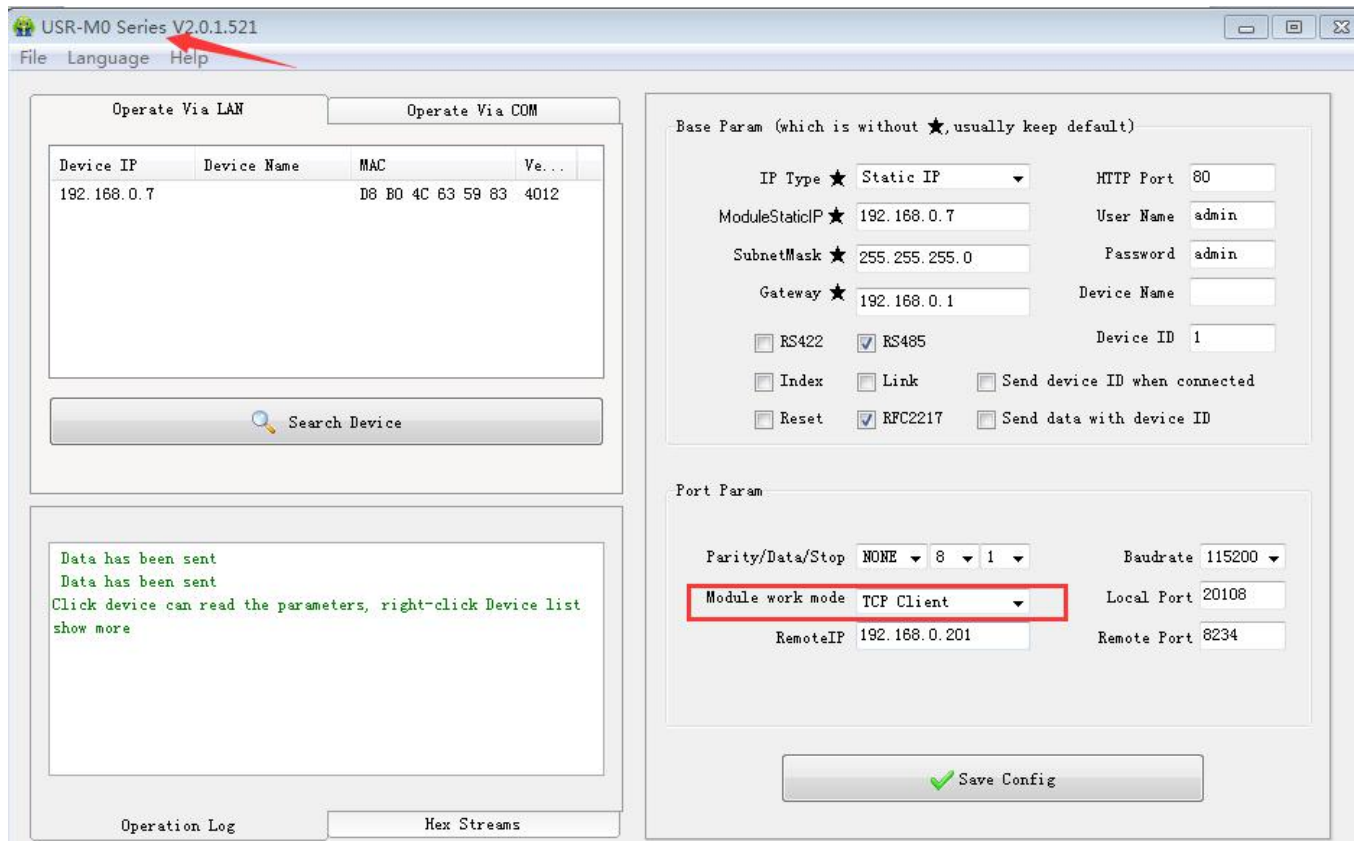 USR-M0 Series V2.0.1.521
File Language Help
Operate Via LAN Operate Via COM
Device IP Device Name MAC Ve...
192.168.0.7 D8 B0 4C 63 59 83 4012
Search Device
Data has been sent
Data has been sent
Click device can read the parameters, right-click Device list
show more
Operation Log Hex Streams
Base Param (which is without ★,usually keep default)
IP Type ★ Static IP HTTP Port 80
ModuleStaticIP ★ 192.168.0.7 User Name admin
SubnetMask ★ 255.255.255.0 Password admin
Gateway ★ 192.168.0.1 Device Name
RS422 RS485 Device ID 1
Index Link Send device ID when connected
Reset RFC2217 Send data with device ID
Port Param
Parity/Data/Stop NONE 8 1 Baudrate 115200
Module work mode TCP Client Local Port 20108
RemoteIP 192.168.0.201 Remote Port 8234
Save Config